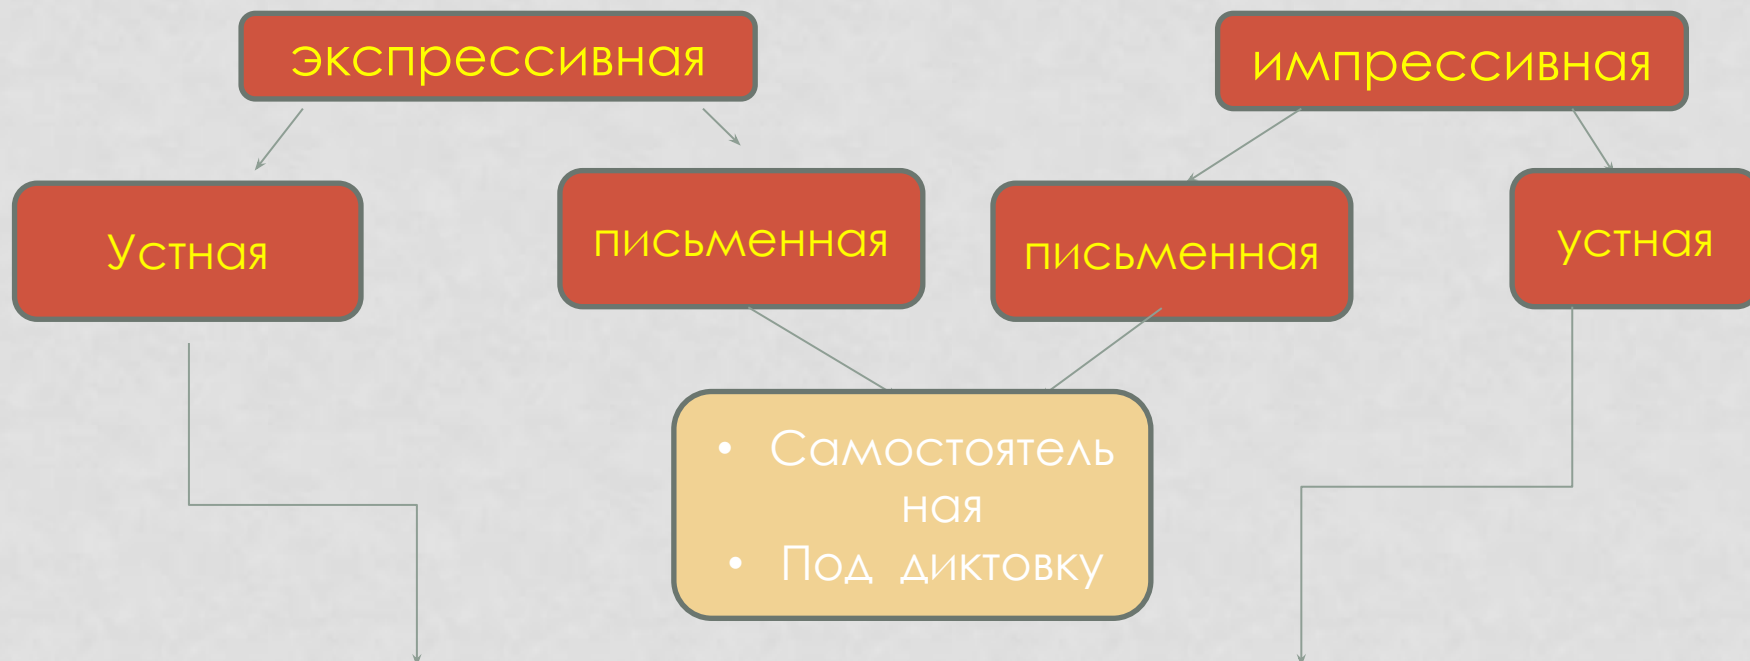 экспрессивная
импрессивная
Устная
письменная
письменная
устная
• Самостоятель
ная
• Под диктовку